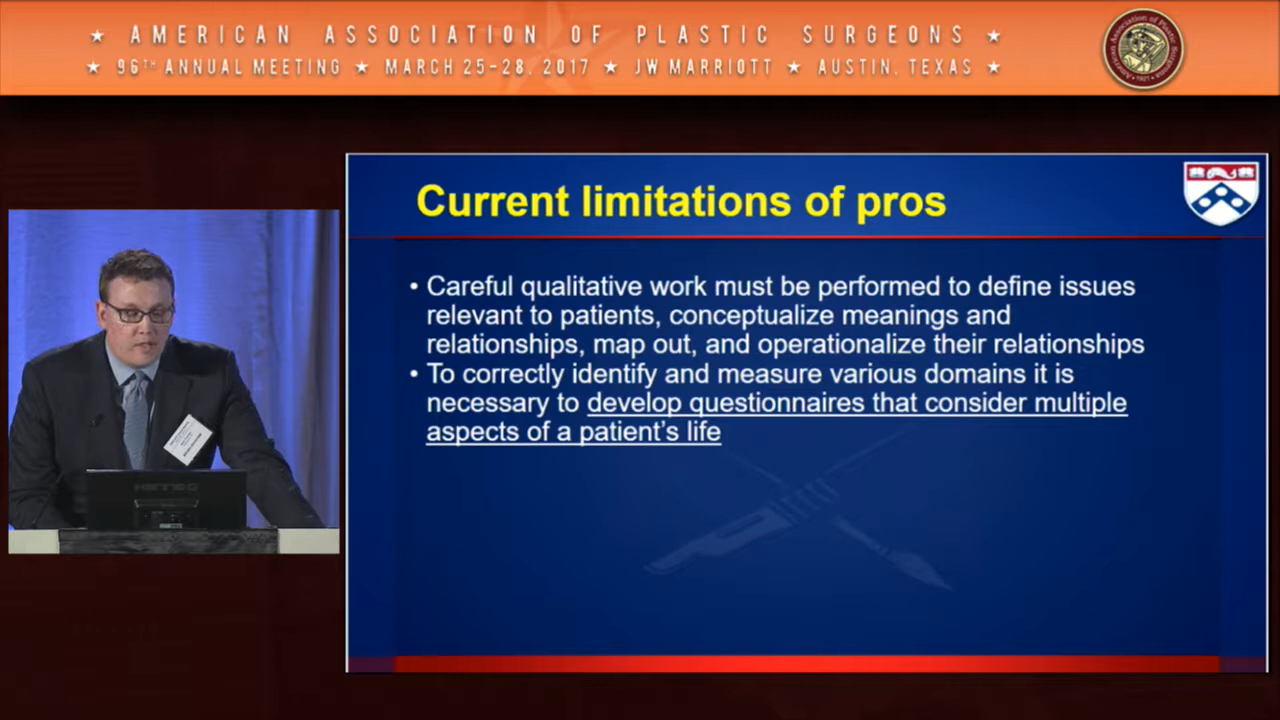 ★ AMERICAN ASSOCIATION OF PLASTIC SURGEONS ★
★ 96TH ANNUAL MEETING ★ MARCH 25-28, 2017 ★ JW MARRIOTT ★ AUSTIN, TEXAS ★
Current limitations of pros
• Careful qualitative work must be performed to define issues
relevant to patients, conceptualize meanings and
relationships, map out, and operationalize their relationships
• To correctly identify and measure various domains it is
necessary to develop questionnaires that consider multiple
aspects of a patient's life